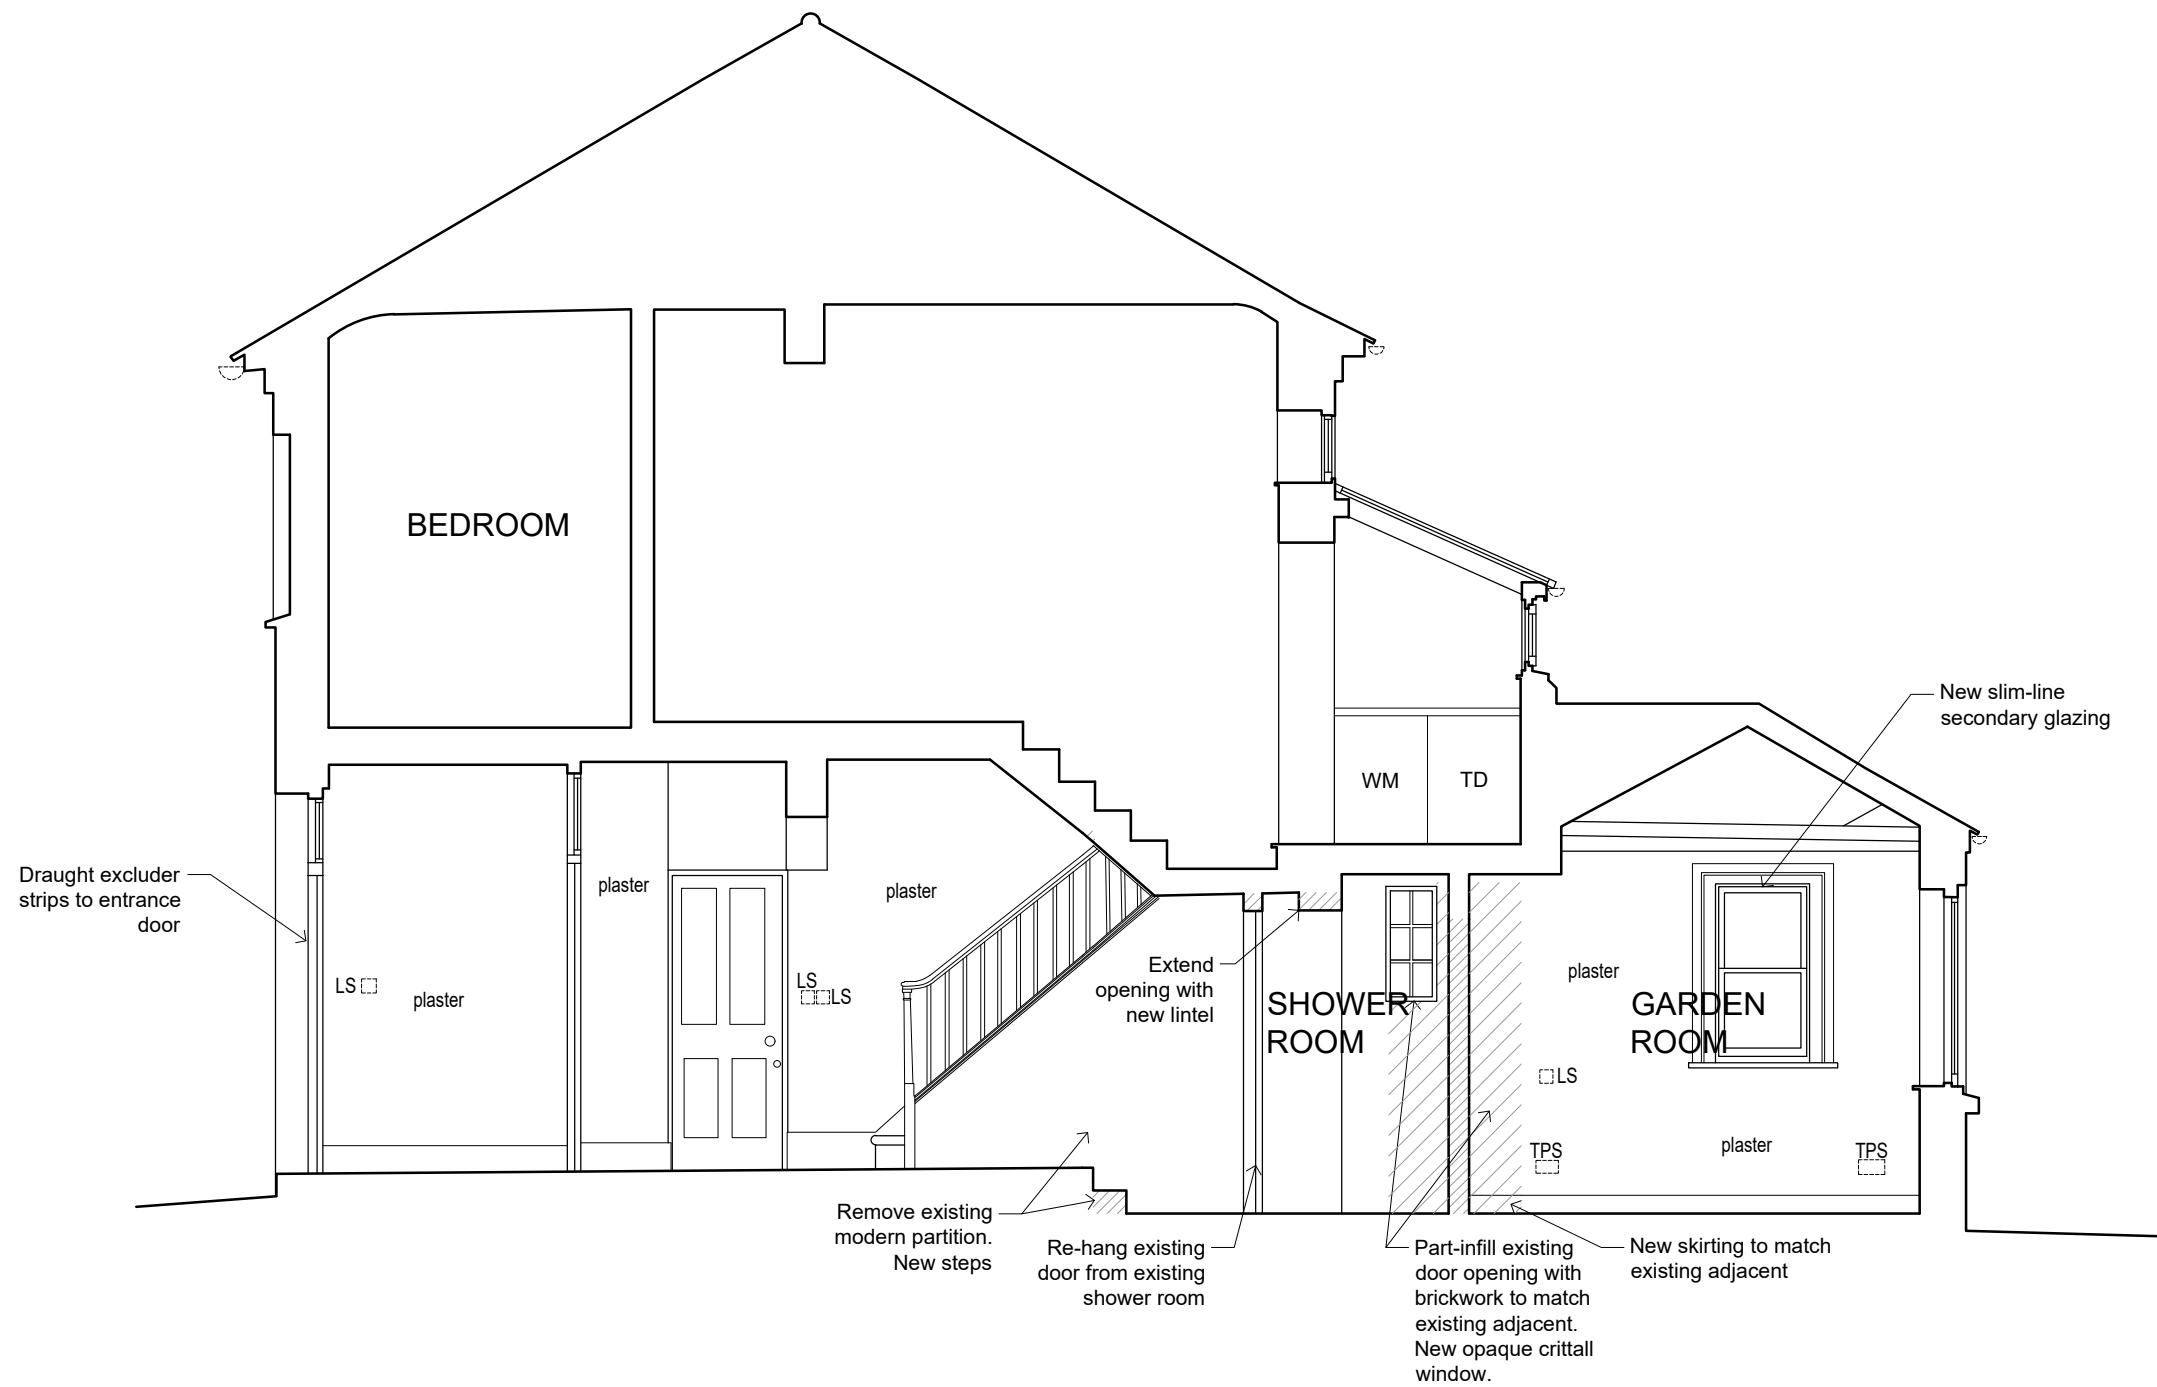 BEDROOM
New slim-line
secondary glazing
WM
TD
Draught excluder
strips to entrance
door
plaster
plaster
LS
plaster
LS
LS
Extend
opening with
new lintel
SHOWER
ROOM
plaster
GARDEN
ROOM
LS
TPS
plaster
TPS
Remove existing
modern partition.
New steps
Re-hang existing
door from existing
shower room
Part-infill existing
door opening with
brickwork to match
existing adjacent.
New opaque crittall
window.
New skirting to match
existing adjacent